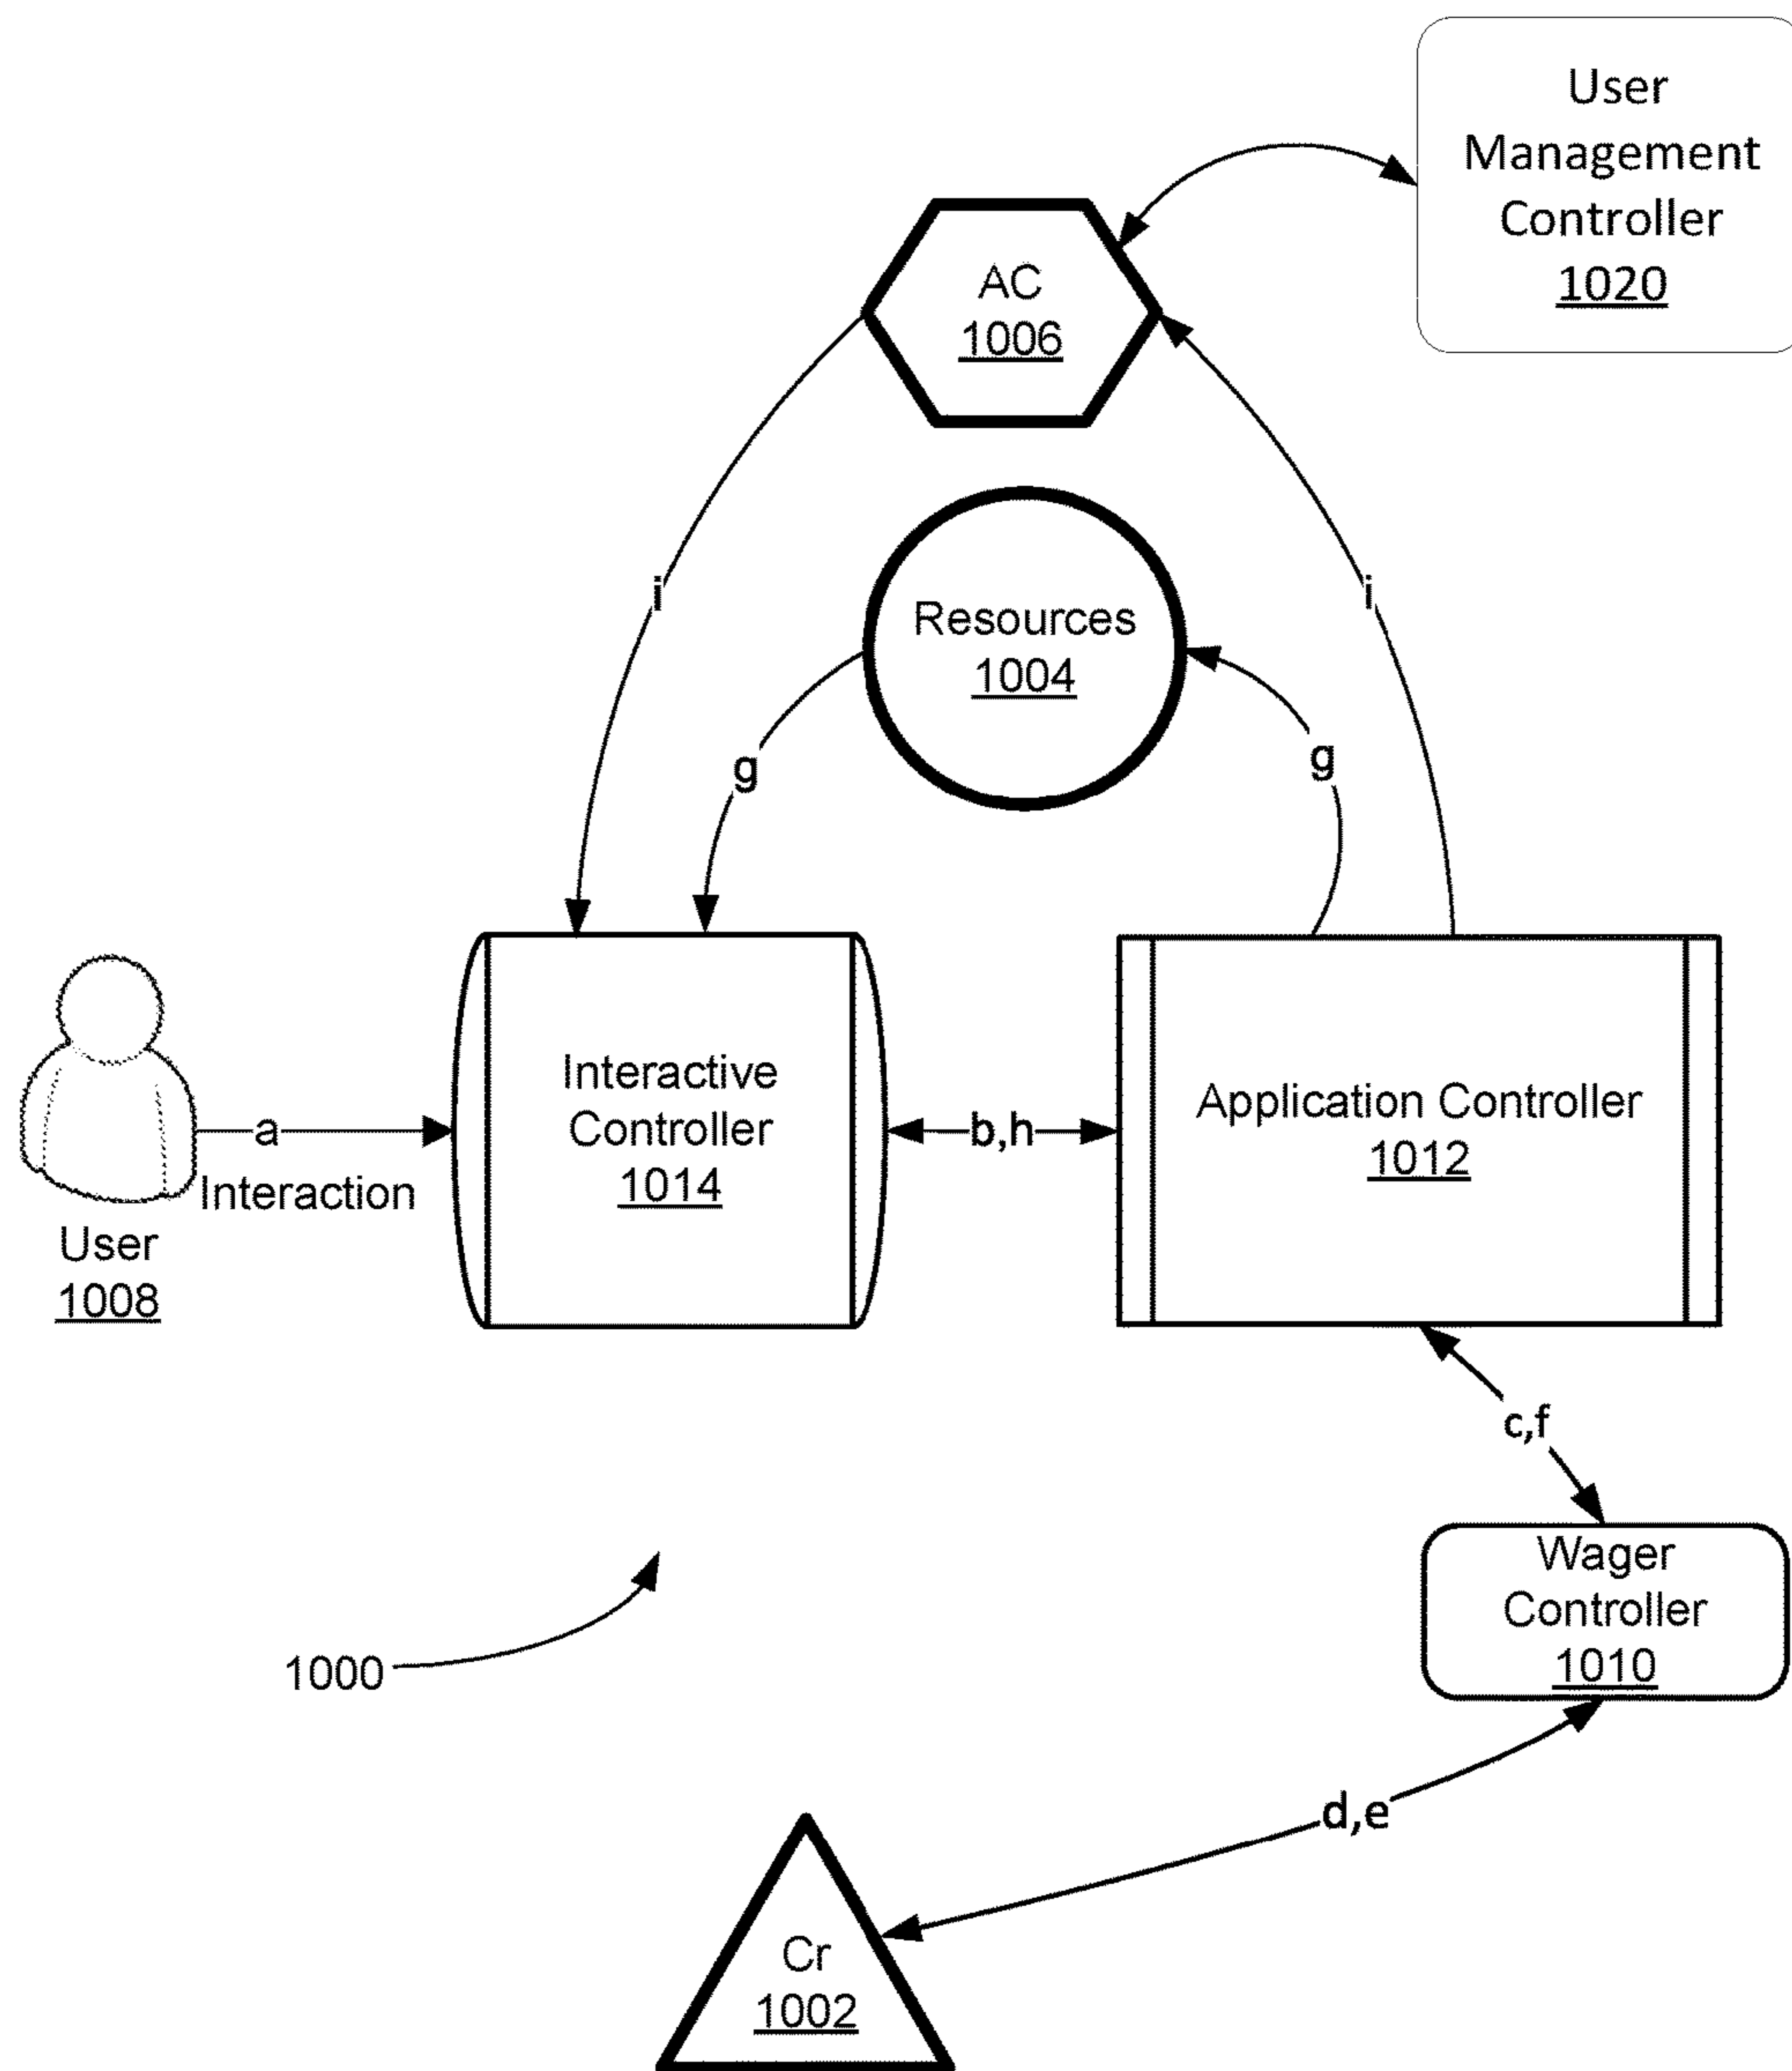 User
Management
Controller
1020
AC
1006
i
i
Resources
1004
g
g
Interactive
Controller
1014
Application Controller
1012
a
Interaction
b,h
User
1008
c,f
Wager
Controller
1010
1000
d,e
Cr
1002